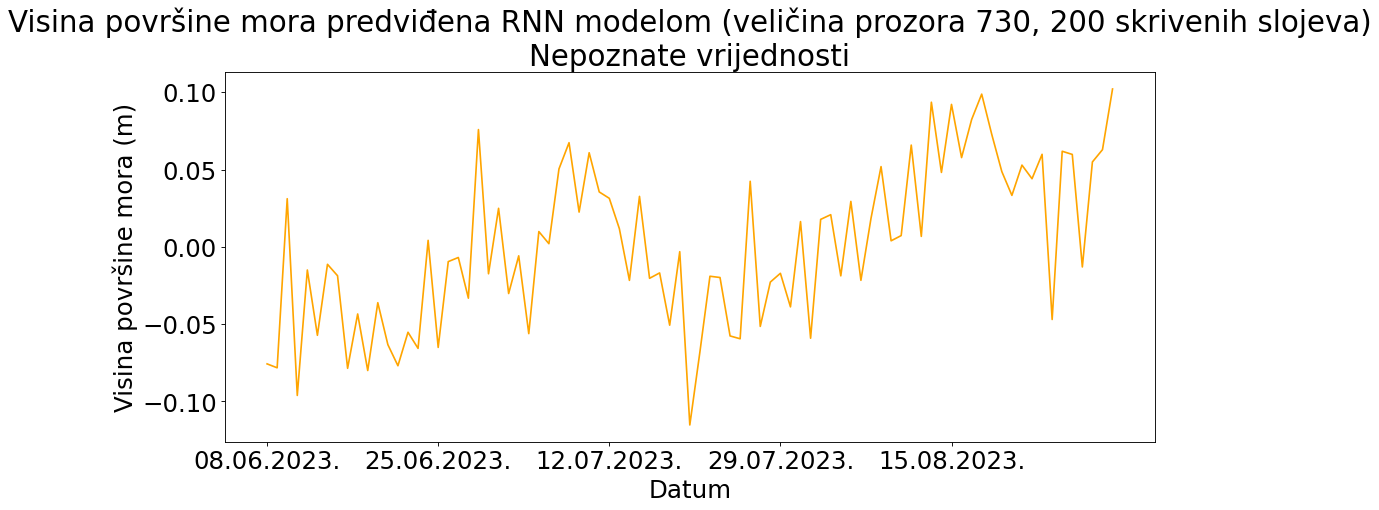 Visina površine mora predviđena RNN modelom (veličina prozora 730, 200 skrivenih slojeva)
Nepoznate vrijednosti
Visina površine mora (m)
0.10
0.05
0.00
−0.05
−0.10
08.06.2023. 25.06.2023. 12.07.2023. 29.07.2023. 15.08.2023.
Datum